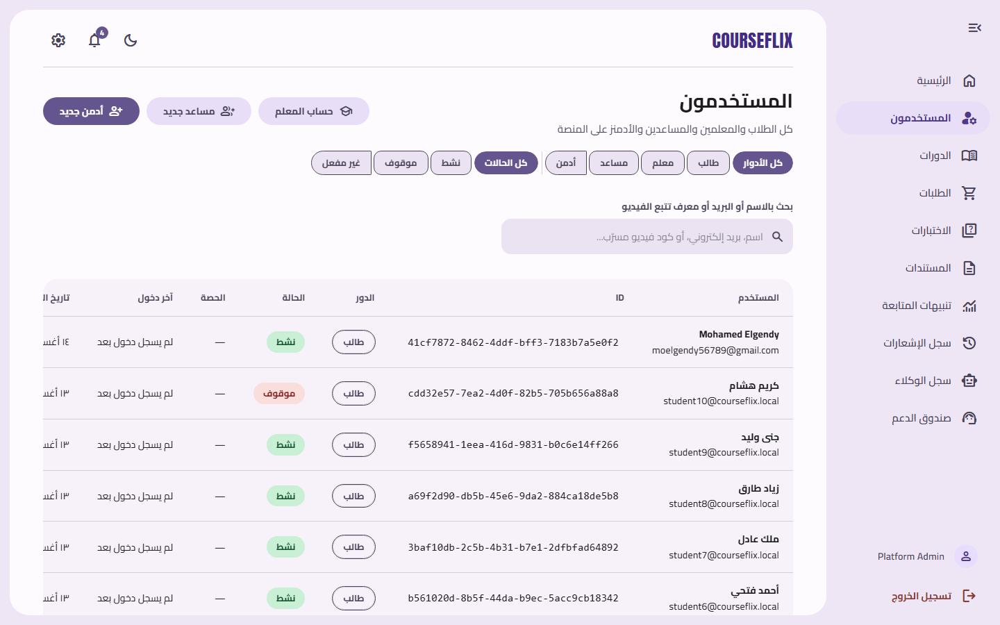 COURSEFLIX
4
الرئيسية
المستخدمون
الدورات
الطلبات
الاختبارات
المستندات
تنبيهات المتابعة
سجل الإشعارات
سجل الوكلاء
صندوق الدعم
Platform Admin
تسجيل الخروج
المستخدمون
كل الطلاب والمعلمين والمساعدين والأدمنز على المنصة
حساب المعلم
مساعد جديد
أدمن جديد
كل الأدوار طالب معلم مساعد أدمن كل الحالات نشط موقوف غير مفعل
بحث بالاسم أو البريد أو معرف تتبع الفيديو
اسم، بريد إلكتروني، أو كود فيديو مسرّب...
المستخدم ID الدور الحالة الحصة آخر دخول تاريخ
Mohamed Elgendy
moelgendy56789@gmail.com
41cf7872-8462-4ddf-bff3-7183b7a5e0f2 طالب نشط — لم يسجل دخول بعد ١٤
كريم هشام
student10@courseflix.local
cdd32e57-7ea2-4d0f-82b5-705b656a88a8 طالب موقوف — لم يسجل دخول بعد ١٣
جنى وليد
student9@courseflix.local
f5658941-1eea-416d-9831-b0c6e14ff266 طالب نشط — لم يسجل دخول بعد ١٣
زياد طارق
student8@courseflix.local
a69f2d90-db5b-45e6-9da2-884ca18de5b8 طالب نشط — لم يسجل دخول بعد ١٣
ملك عادل
student7@courseflix.local
3baf10db-2c5b-4b31-b7e1-2dfbfad64892 طالب نشط — لم يسجل دخول بعد ١٣
أحمد فتحي
student6@courseflix.local
b561020d-8b5f-44da-b9ec-5acc9cb18342 طالب نشط — لم يسجل دخول بعد ١٣